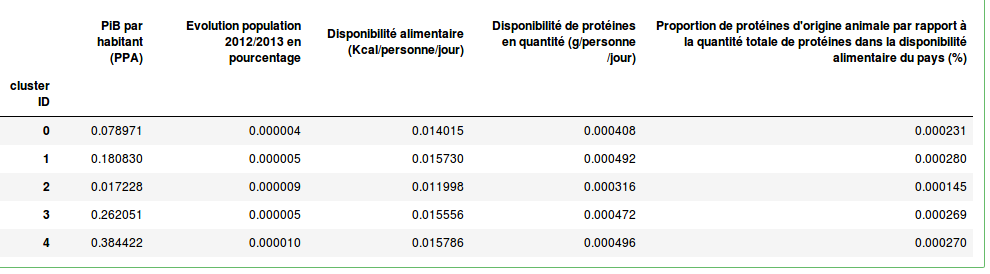 PiB par habitant (PPA) Evolution population 2012/2013 en pourcentage Disponibilité alimentaire (Kcal/personne/jour) Disponibilité de protéines en quantité (g/personne /jour) Proportion de protéines d'origine animale par rapport à la quantité totale de protéines dans la disponibilité alimentaire du pays (%)
cluster
ID
0 0.078971 0.000004 0.014015 0.000408 0.000231
1 0.180830 0.000005 0.015730 0.000492 0.000280
2 0.017228 0.000009 0.011998 0.000316 0.000145
3 0.262051 0.000005 0.015556 0.000472 0.000269
4 0.384422 0.000010 0.015786 0.000496 0.000270